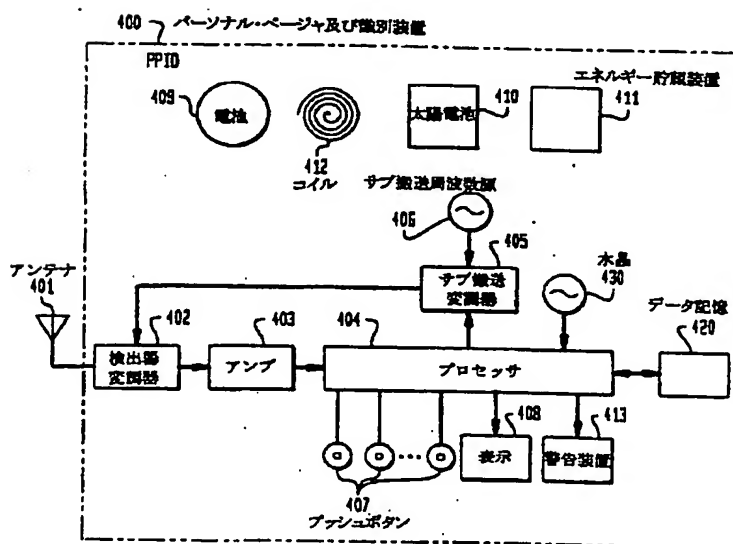 400 パーソナル・ページャ及び識別装置
PPID
エネルギー貯蔵装置
409
電池
412
コイル
太陽電池
410
411
サブ搬送周波数源
406
405
サブ搬送
変調器
水晶
430
アンテナ
401
402
検出器
変調器
403
アンプ
404
プロセッサ
データ記憶
420
407
プッシュボタン
408
表示
413
警告装置